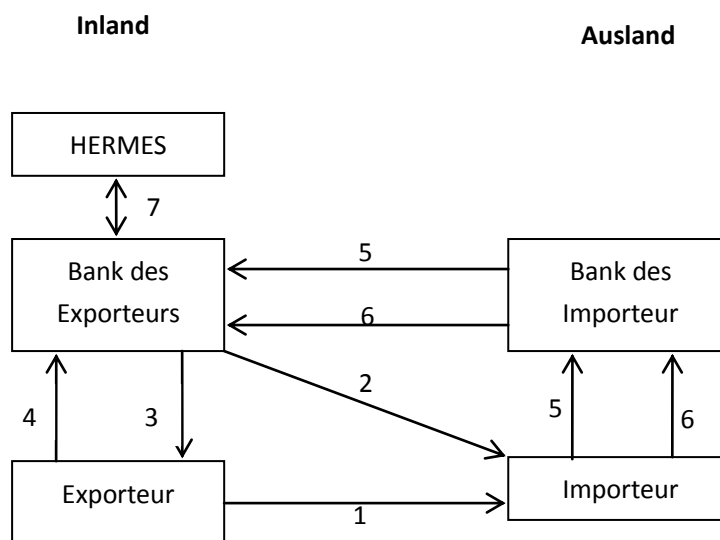 Inland
Ausland
HERMES
7
Bank des
Exporteurs
5
6
Bank des
Importeur
4
3
2
5
6
Exporteur
1
Importeur